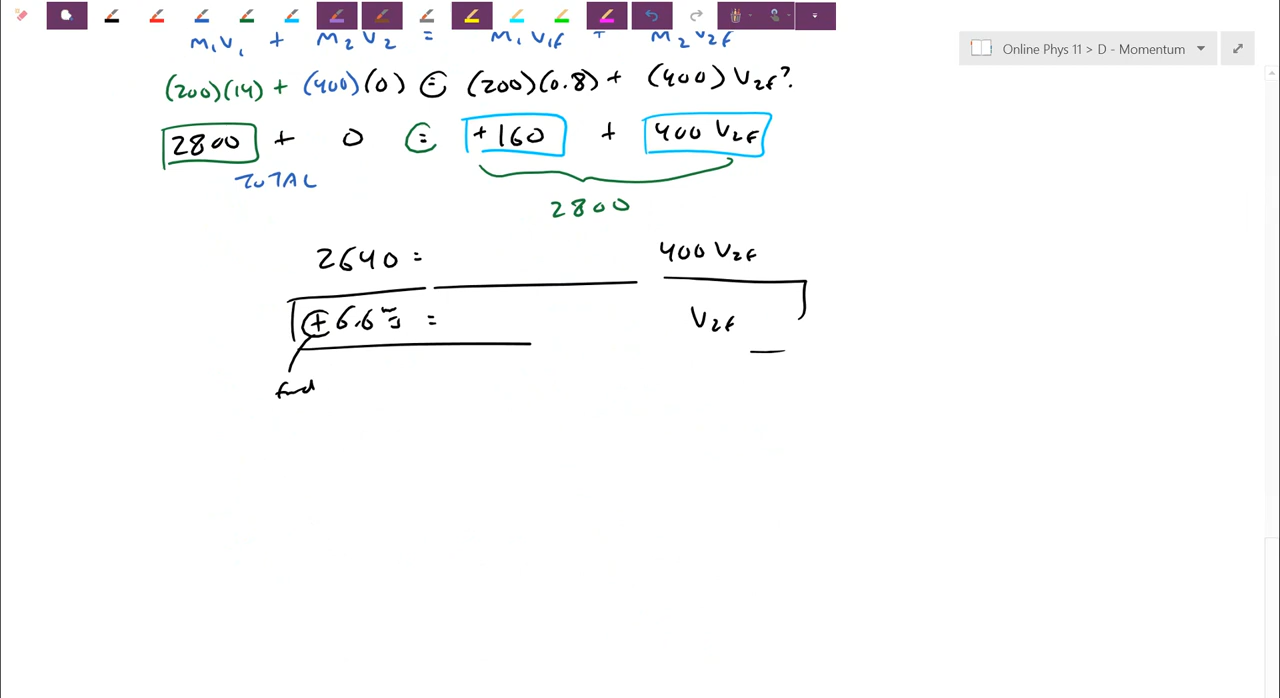 Online Phys 11 > D - Momentum
m₁v₁ + m₂v₂ = m₁v₁f + m₂v₂f
(200)(14) + (400)(0) = (200)(0.8) + (400) v₂f?
2800 + 0 = +160 + 400 v₂f
TOTAL
2800
2640 = 400 v₂f
+6.6 m/s = v₂f
fwd